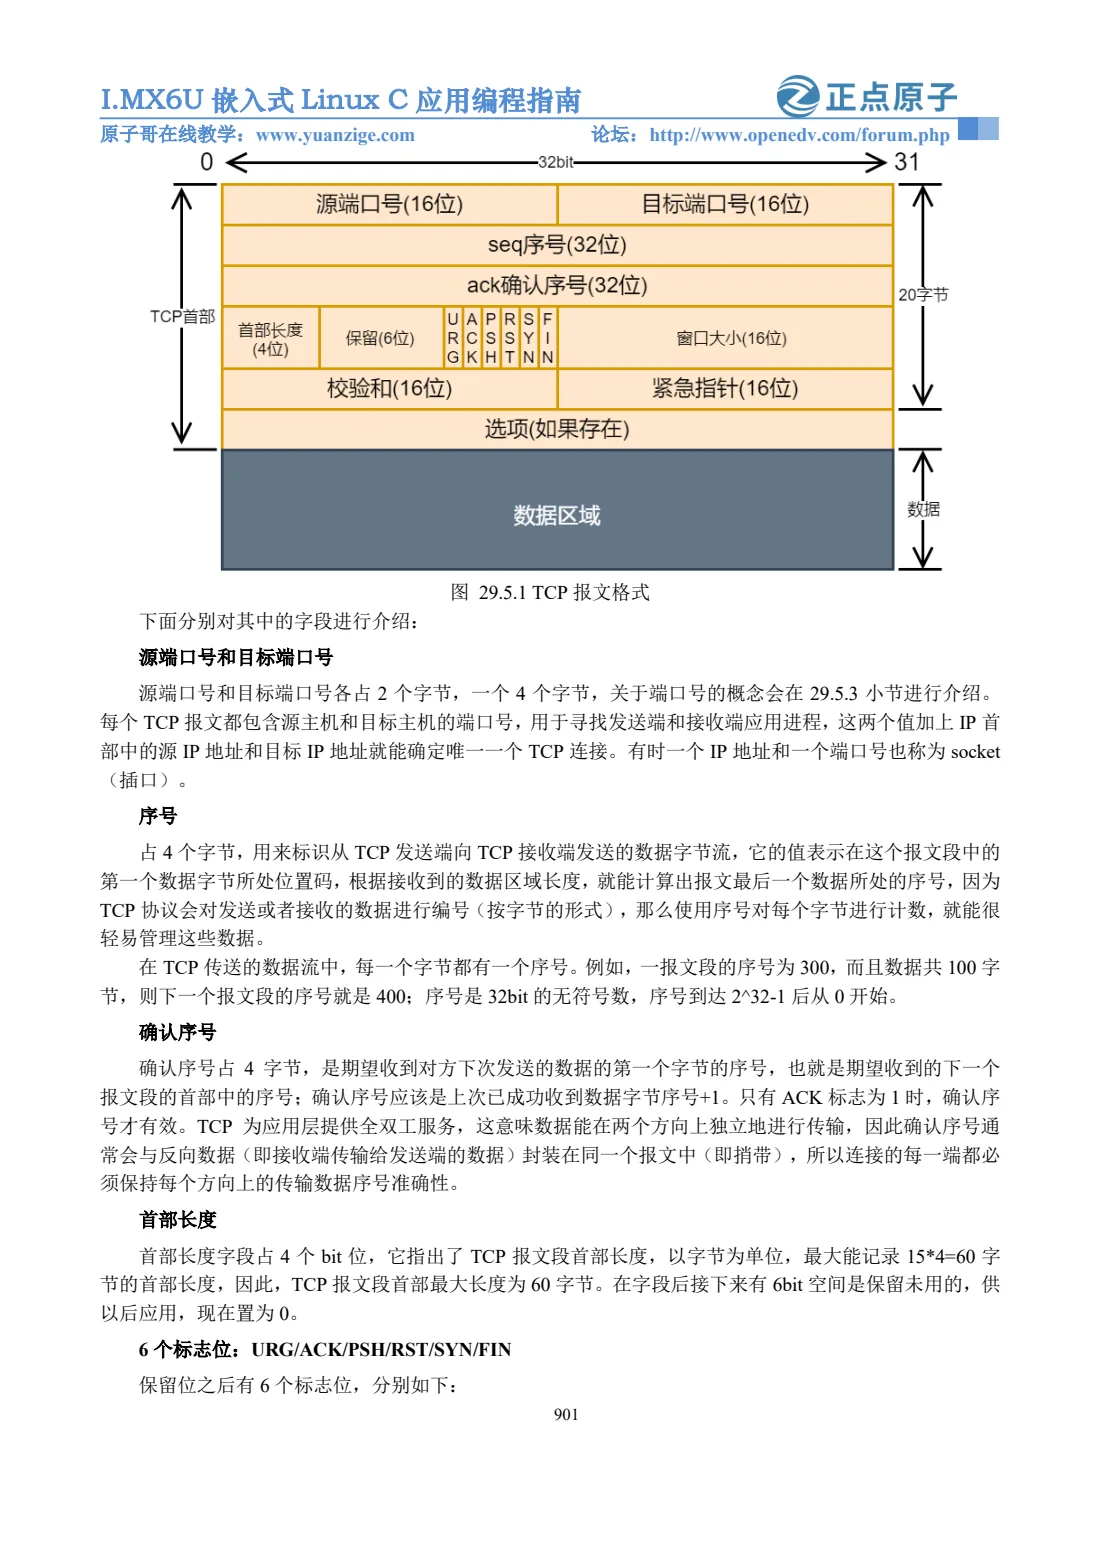 I.MX6U 嵌入式 Linux C 应用编程指南
正点原子
原子哥在线教学：www.yuanzige.com 论坛：http://www.openedv.com/forum.php
0 32bit 31
源端口号(16位) 目标端口号(16位)
seq序号(32位)
ack确认序号(32位)
TCP首部
20字节
首部长度
(4位)
保留(6位)
URG ACK PSH RST SYN FIN
窗口大小(16位)
校验和(16位) 紧急指针(16位)
选项(如果存在)
数据区域
数据
图 29.5.1 TCP 报文格式
下面分别对其中的字段进行介绍：
源端口号和目标端口号
源端口号和目标端口号各占 2 个字节，一个 4 个字节，关于端口号的概念会在 29.5.3 小节进行介绍。
每个 TCP 报文都包含源主机和目标主机的端口号，用于寻找发送端和接收端应用进程，这两个值加上 IP 首
部中的源 IP 地址和目标 IP 地址就能确定唯一一个 TCP 连接。有时一个 IP 地址和一个端口号也称为 socket
（插口）。
序号
占 4 个字节，用来标识从 TCP 发送端向 TCP 接收端发送的数据字节流，它的值表示在这个报文段中的
第一个数据字节所处位置码，根据接收到的数据区域长度，就能计算出报文最后一个数据所处的序号，因为
TCP 协议会对发送或者接收的数据进行编号（按字节的形式），那么使用序号对每个字节进行计数，就能很
轻易管理这些数据。
在 TCP 传送的数据流中，每一个字节都有一个序号。例如，一报文段的序号为 300，而且数据共 100 字
节，则下一个报文段的序号就是 400；序号是 32bit 的无符号数，序号到达 2^32-1 后从 0 开始。
确认序号
确认序号占 4 字节，是期望收到对方下次发送的数据的第一个字节的序号，也就是期望收到的下一个
报文段的首部中的序号；确认序号应该是上次已成功收到数据字节序号+1。只有 ACK 标志为 1 时，确认序
号才有效。TCP 为应用层提供全双工服务，这意味数据能在两个方向上独立地进行传输，因此确认序号通
常会与反向数据（即接收端传输给发送端的数据）封装在同一个报文中（即捎带），所以连接的每一端都必
须保持每个方向上的传输数据序号准确性。
首部长度
首部长度字段占 4 个 bit 位，它指出了 TCP 报文段首部长度，以字节为单位，最大能记录 15*4=60 字
节的首部长度，因此，TCP 报文段首部最大长度为 60 字节。在字段后接下来有 6bit 空间是保留未用的，供
以后应用，现在置为 0。
6 个标志位：URG/ACK/PSH/RST/SYN/FIN
保留位之后有 6 个标志位，分别如下：
901